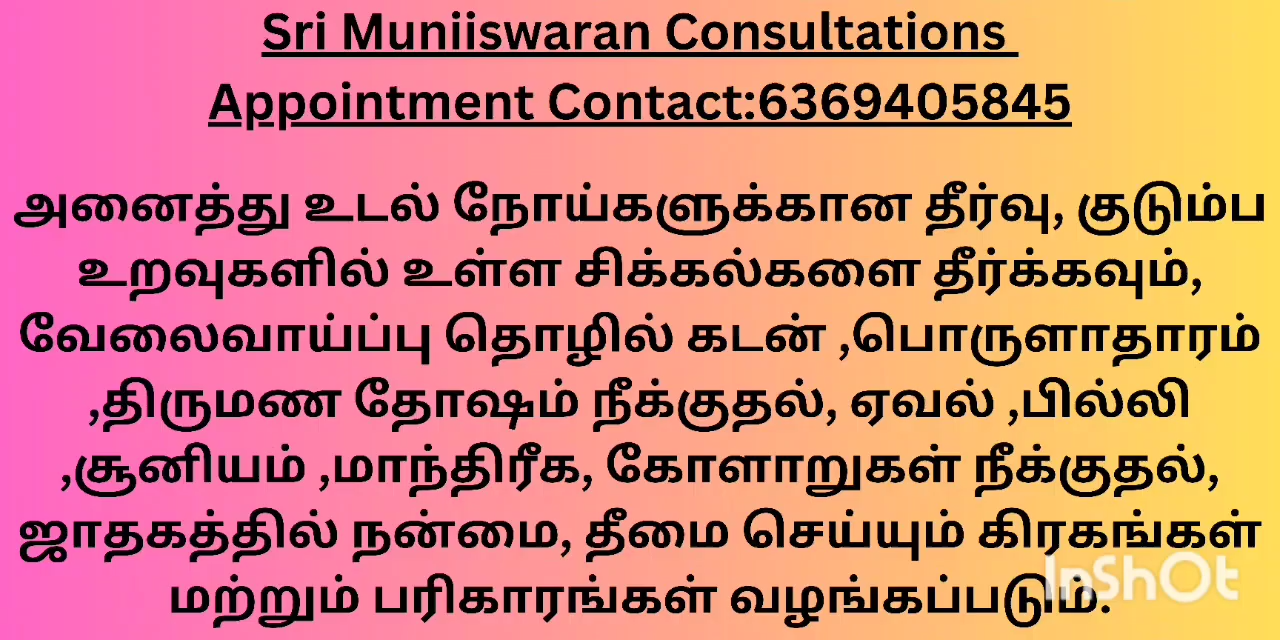 Sri Muniiswaran Consultations
Appointment Contact:6369405845
அனைத்து உடல் நோய்களுக்கான தீர்வு, குடும்ப
உறவுகளில் உள்ள சிக்கல்களை தீர்க்கவும்,
வேலைவாய்ப்பு தொழில் கடன் ,பொருளாதாரம்
,திருமண தோஷம் நீக்குதல், ஏவல் ,பில்லி
,சூனியம் ,மாந்திரீக, கோளாறுகள் நீக்குதல்,
ஜாதகத்தில் நன்மை, தீமை செய்யும் கிரகங்கள்
மற்றும் பரிகாரங்கள் வழங்கப்படும்.
InShOt